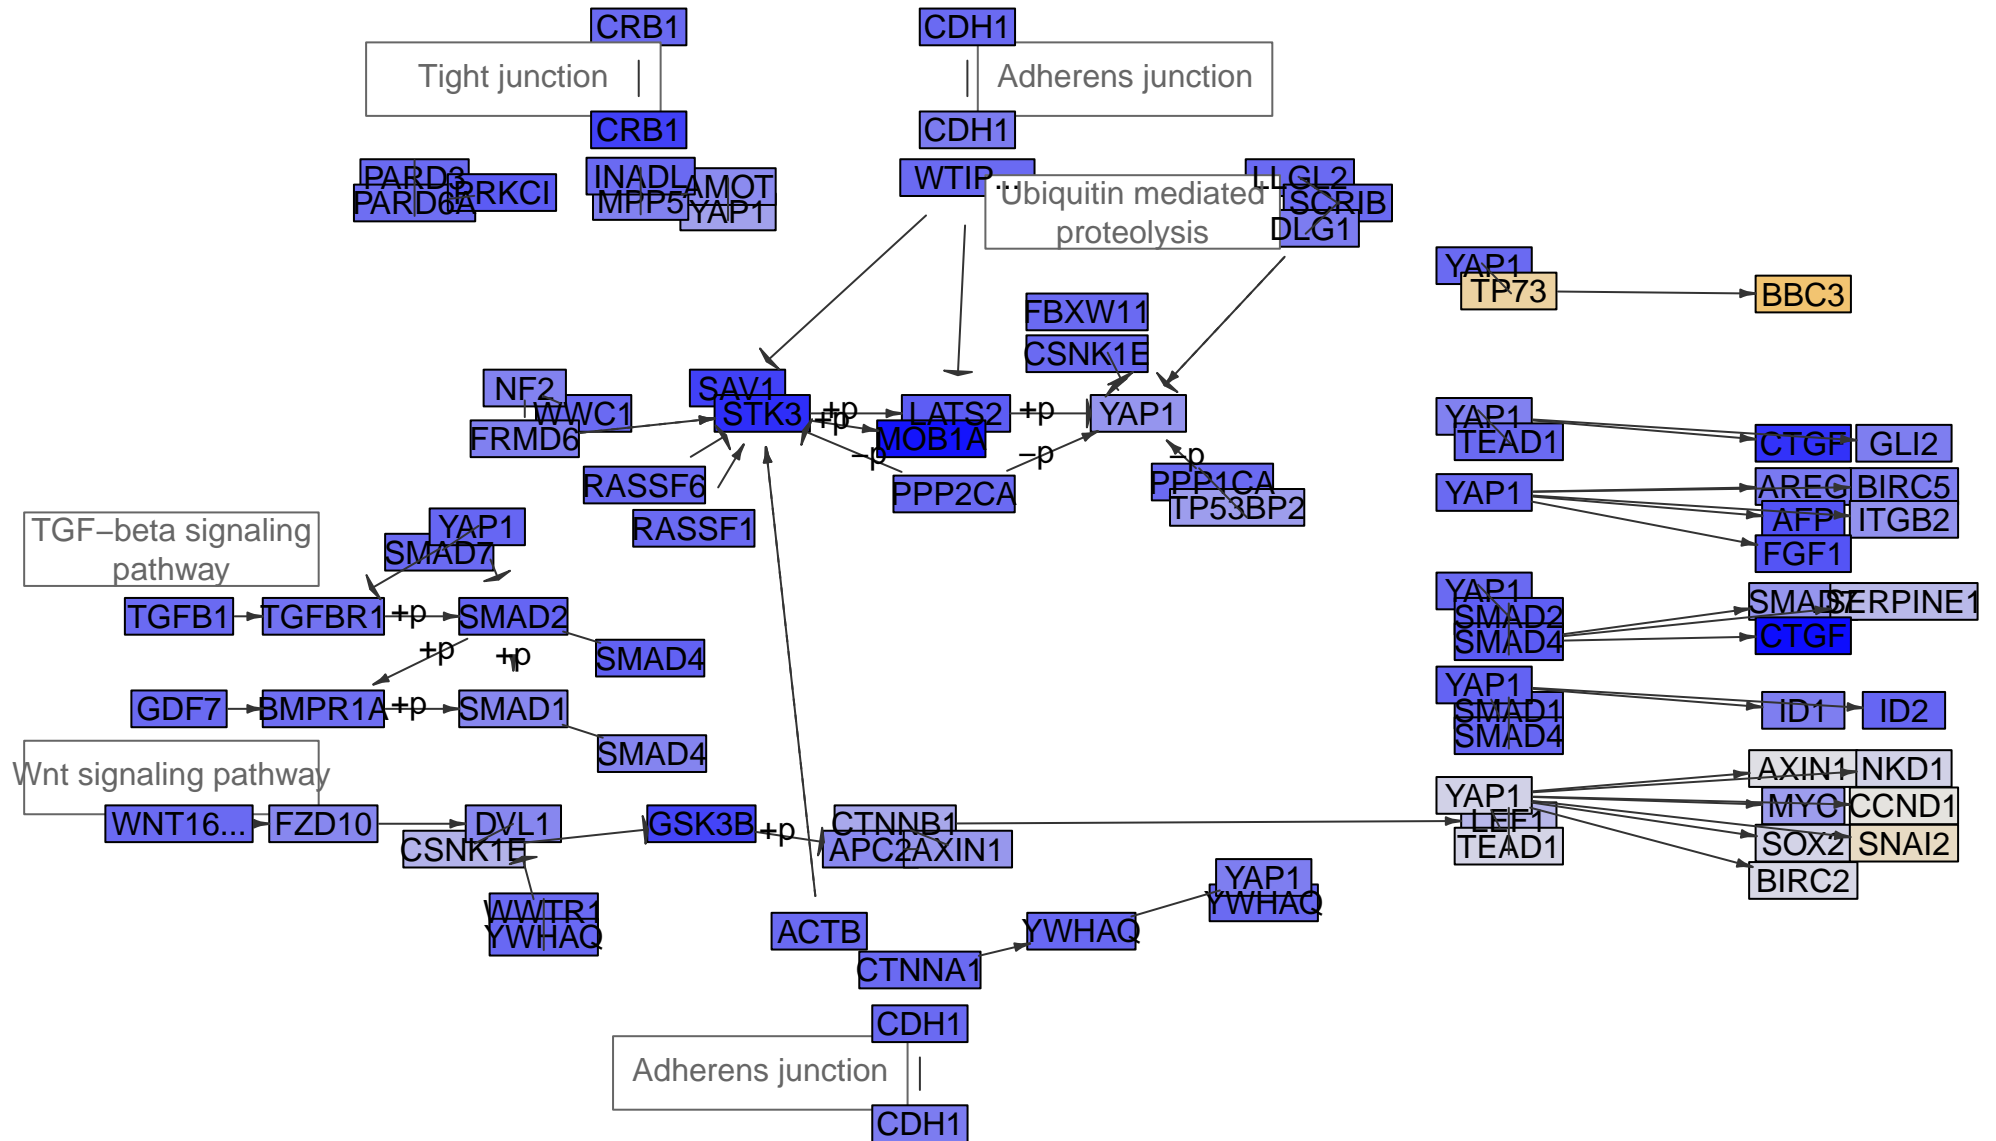 CRB1
CDH1
Tight junction
Adherens junction
CRB1
CDH1
PARD3
PARD6A
PRKCI
INADL
MPP5
AMOT
YAP1
WTIP...
Ubiquitin mediated
proteolysis
LLGL2
SCRIB
DLG1
YAP1
TP73
BBC3
FBXW11
CSNK1E
NF2
WWC1
FRMD6
SAV1
STK3
+p
+p
LATS2
MOB1A
+p
YAP1
−p
−p
−p
RASSF6
RASSF1
PPP2CA
PPP1CA
TP53BP2
YAP1
TEAD1
CTGF
GLI2
YAP1
AREG
BIRC5
AFP
ITGB2
FGF1
TGF−beta signaling
pathway
YAP1
SMAD7
TGFB1
TGFBR1
+p
SMAD2
+p
+p
SMAD4
GDF7
BMPR1A
+p
SMAD1
SMAD4
YAP1
SMAD2
SMAD4
SMAD7
SERPINE1
CTGF
YAP1
SMAD1
SMAD4
ID1
ID2
Wnt signaling pathway
WNT16...
FZD10
DVL1
CSNK1E
GSK3B
+p
CTNNB1
APC2
AXIN1
YAP1
LEF1
TEAD1
AXIN1
NKD1
MYC
CCND1
SOX2
SNAI2
BIRC2
WWTR1
YWHAQ
ACTB
CTNNA1
YWHAQ
YAP1
YWHAQ
CDH1
Adherens junction
CDH1